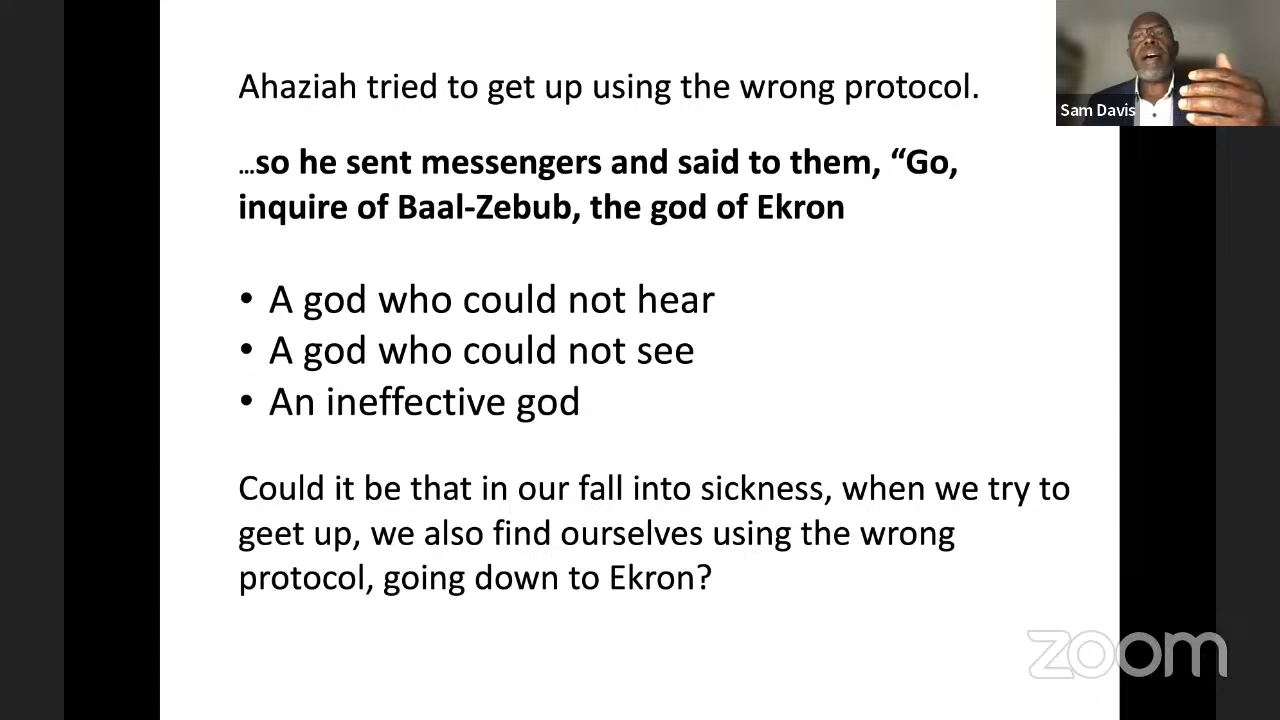 Ahaziah tried to get up using the wrong protocol.
Sam Davis
...so he sent messengers and said to them, “Go,
inquire of Baal-Zebub, the god of Ekron
• A god who could not hear
• A god who could not see
• An ineffective god
Could it be that in our fall into sickness, when we try to
geet up, we also find ourselves using the wrong
protocol, going down to Ekron?
zoom